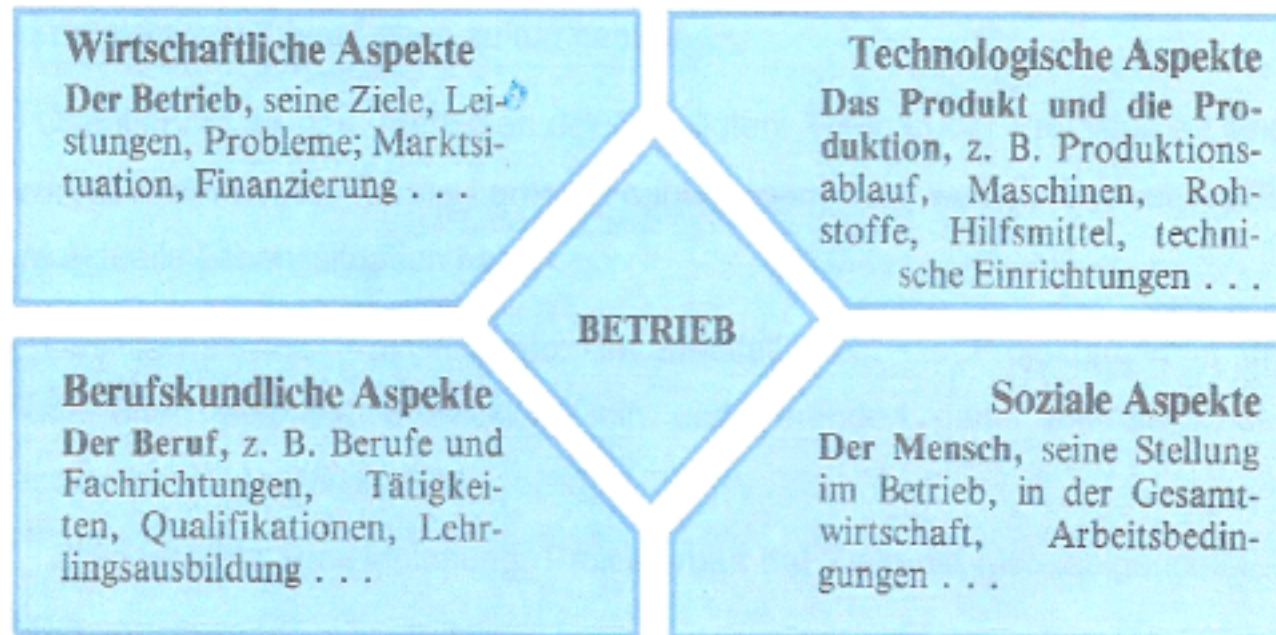 Wirtschaftliche Aspekte
Der Betrieb, seine Ziele, Lei-
stungen, Probleme; Marktsi-
tuation, Finanzierung . . .
Technologische Aspekte
Das Produkt und die Pro-
duktion, z. B. Produktions-
ablauf, Maschinen, Roh-
stoffe, Hilfsmittel, techni-
sche Einrichtungen . . .
BETRIEB
Berufskundliche Aspekte
Der Beruf, z. B. Berufe und
Fachrichtungen, Tätigkei-
ten, Qualifikationen, Lehr-
lingsausbildung . . .
Soziale Aspekte
Der Mensch, seine Stellung
im Betrieb, in der Gesamt-
wirtschaft, Arbeitsbedin-
gungen . . .